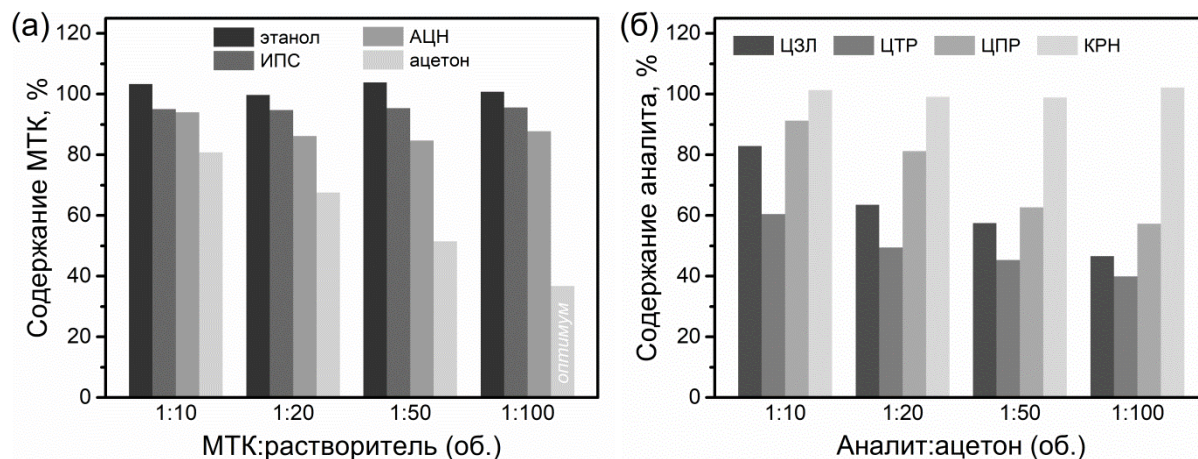 (а)
Содержание МТК, %
120
100
80
60
40
20
0
этанол
АЦН
ИПС
ацетон
оптимум
1:10 1:20 1:50 1:100
МТК:растворитель (об.)
(б)
Содержание аналита, %
120
100
80
60
40
20
0
ЦЗЛ ЦТР ЦПР КРН
1:10 1:20 1:50 1:100
Аналит:ацетон (об.)